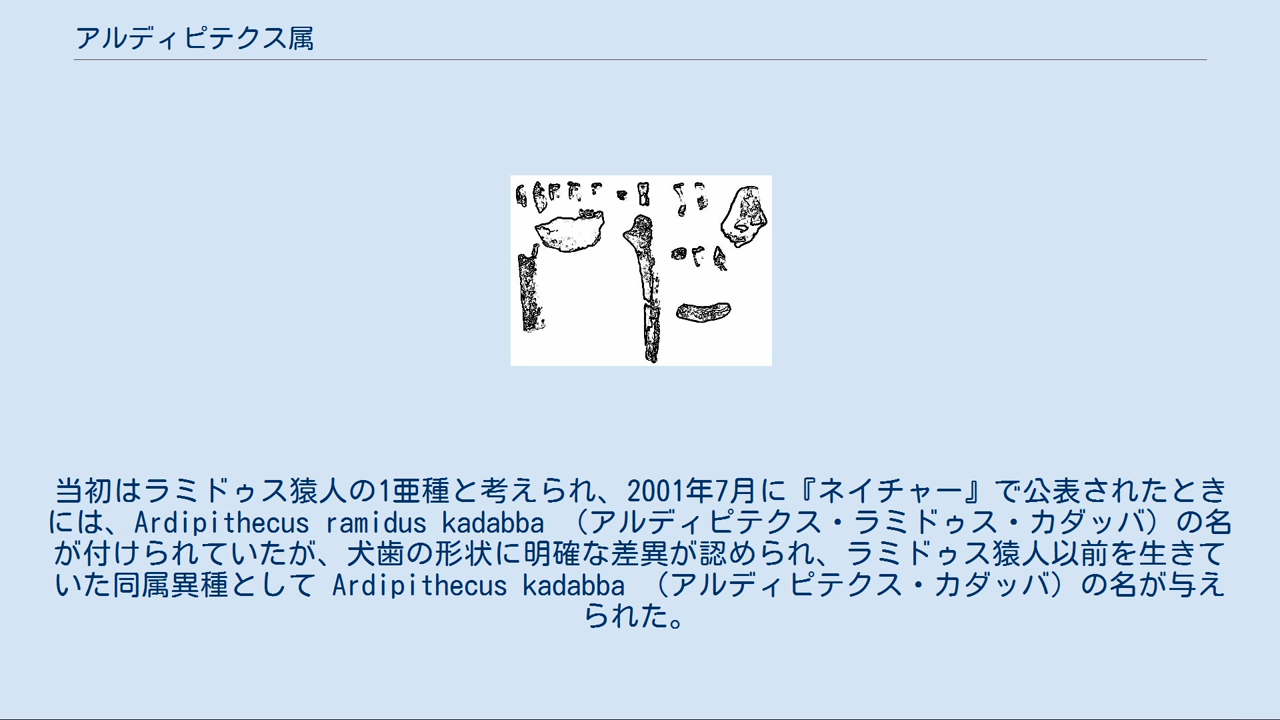 アルディピテクス属
当初はラミドゥス猿人の1亜種と考えられ、2001年7月に『ネイチャー』で公表されたとき
には、Ardipithecus ramidus kadabba （アルディピテクス・ラミドゥス・カダッバ）の名
が付けられていたが、犬歯の形状に明確な差異が認められ、ラミドゥス猿人以前を生きて
いた同属異種として Ardipithecus kadabba （アルディピテクス・カダッバ）の名が与え
られた。